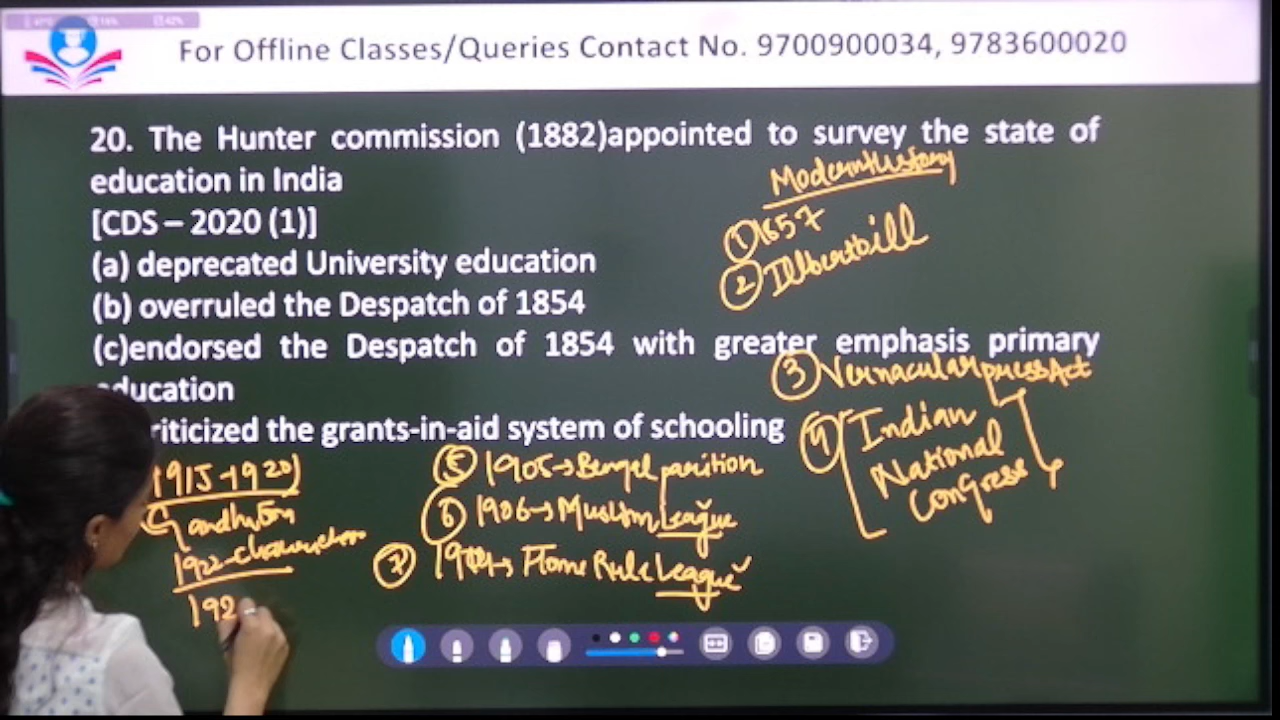 For Offline Classes/Queries Contact No. 9700900034, 9783600020
20. The Hunter commission (1882)appointed to survey the state of
education in India
[CDS – 2020 (1)]
(a) deprecated University education
(b) overruled the Despatch of 1854
(c)endorsed the Despatch of 1854 with greater emphasis primary
education
riticized the grants-in-aid system of schooling
Modern History
① 1857
② Ilbert bill
③ Vernacular press Act
④ Indian
National
Congress
⑤ 1905→ Bengal parition
⑥ 1906→ Muslim League
⑦ Home Rule League
1915-1920)
1922-
192